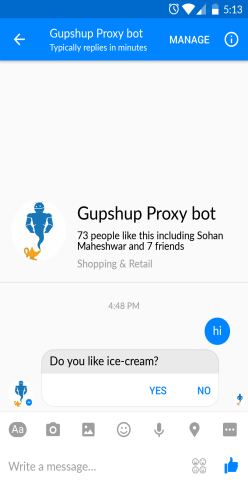 5:13
Gupshup Proxy bot
Typically replies in minutes
MANAGE
Gupshup Proxy bot
73 people like this including Sohan
Maheshwar and 7 friends
Shopping & Retail
4:48 PM
hi
Do you like ice-cream?
YES NO
Aa
Write a message...